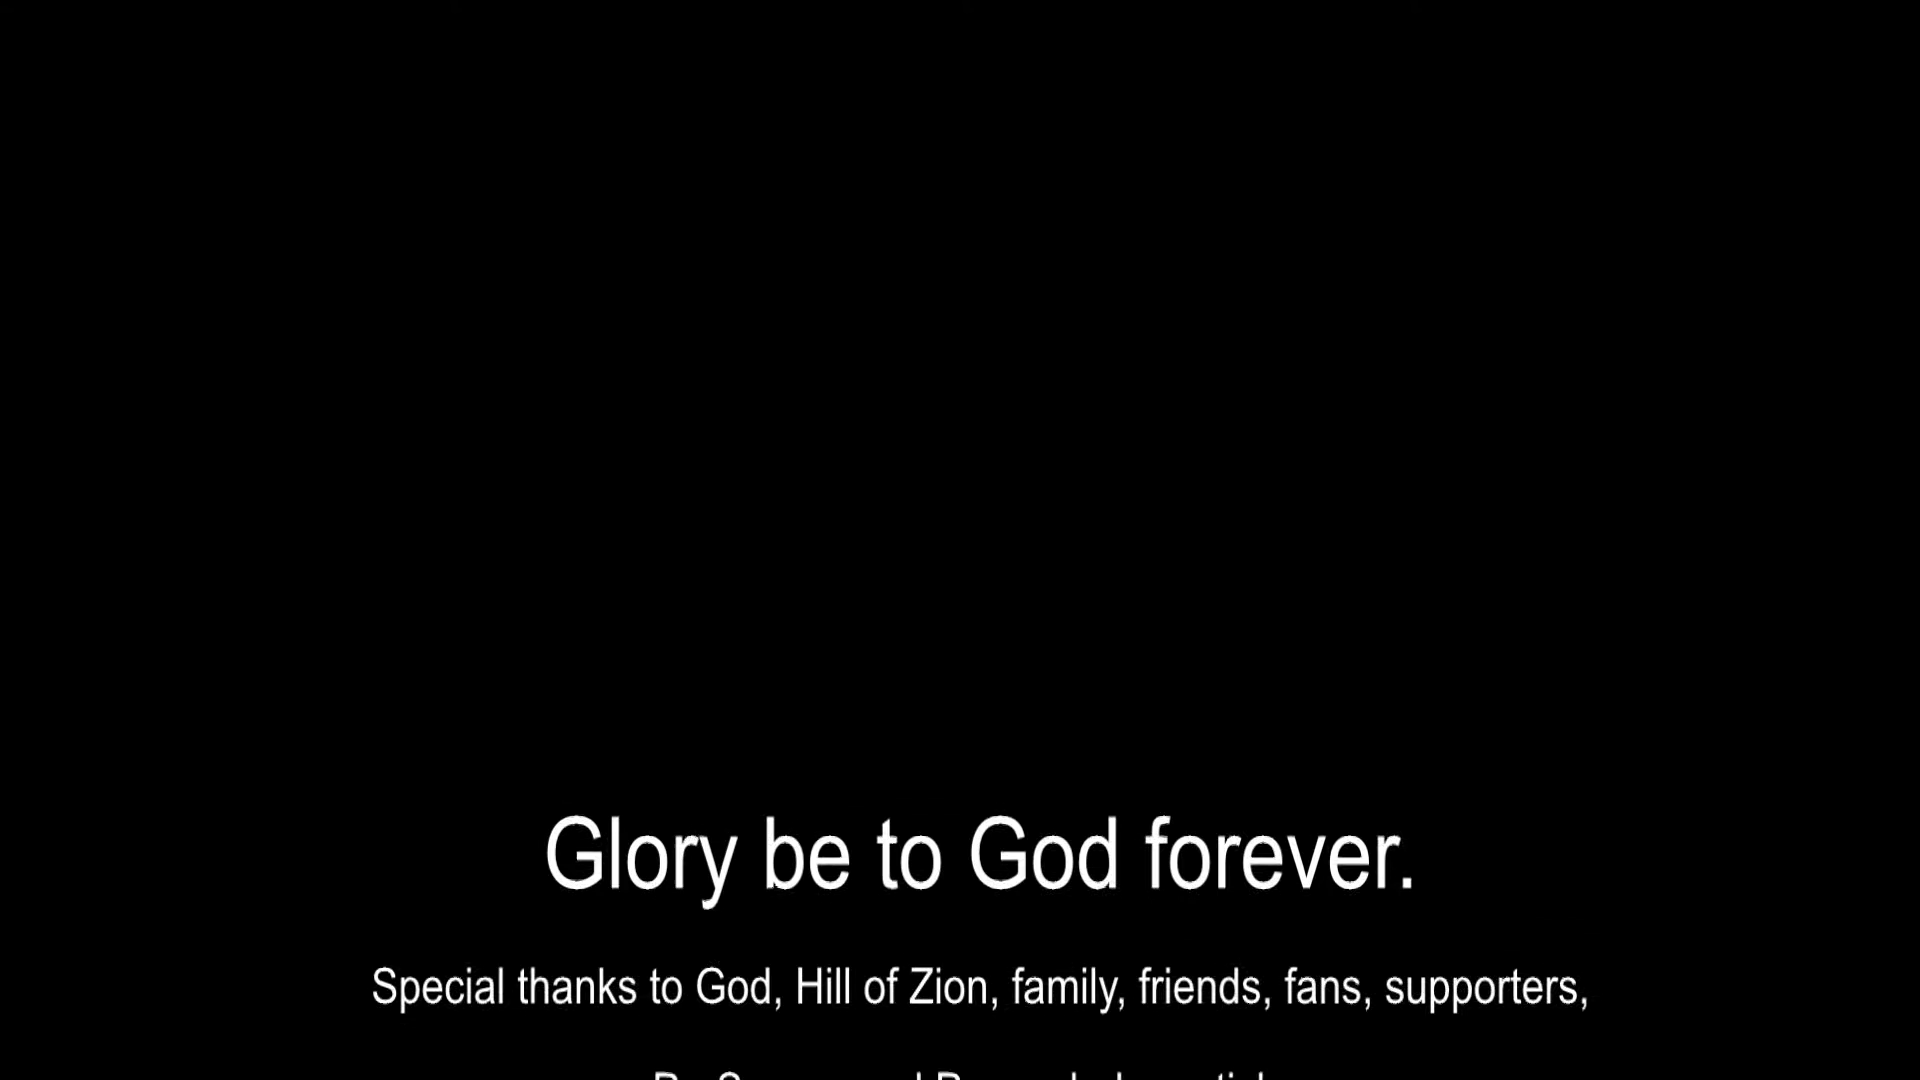 Glory be to God forever.
Special thanks to God, Hill of Zion, family, friends, fans, supporters,